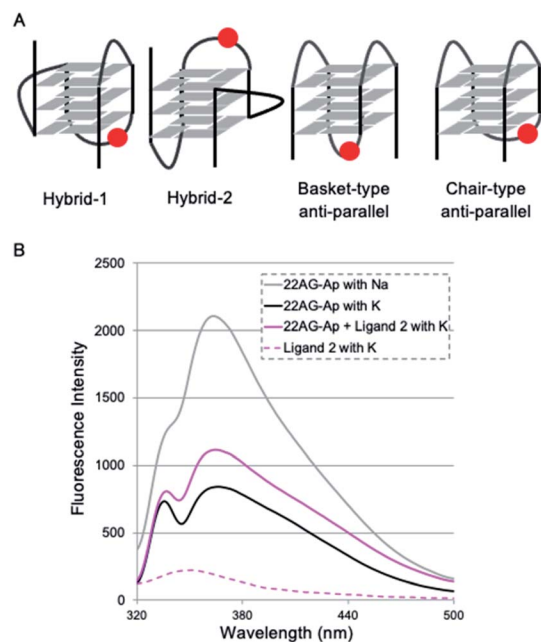 A
Hybrid-1
Hybrid-2
Basket-type
anti-parallel
Chair-type
anti-parallel
B
Fluorescence Intensity
2500
2000
1500
1000
500
0
22AG-Ap with Na
22AG-Ap with K
22AG-Ap + Ligand 2 with K
Ligand 2 with K
320
380
440
500
Wavelength (nm)